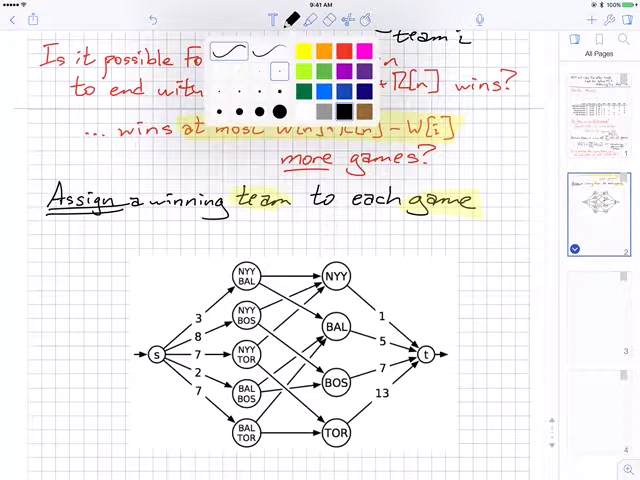 9:41 AM
100%
team i
Is it possible fo n
to end with + R[n] wins?
... wins at most W[n]+R[n]-W[i]
more games?
Assign a winning team to each game
NYY
BAL
NYY
BOS
NYY
TOR
BAL
BOS
BAL
TOR
NYY
BAL
BOS
TOR
s
t
3
8
7
2
7
1
5
7
13
All Pages
1
2
3
4